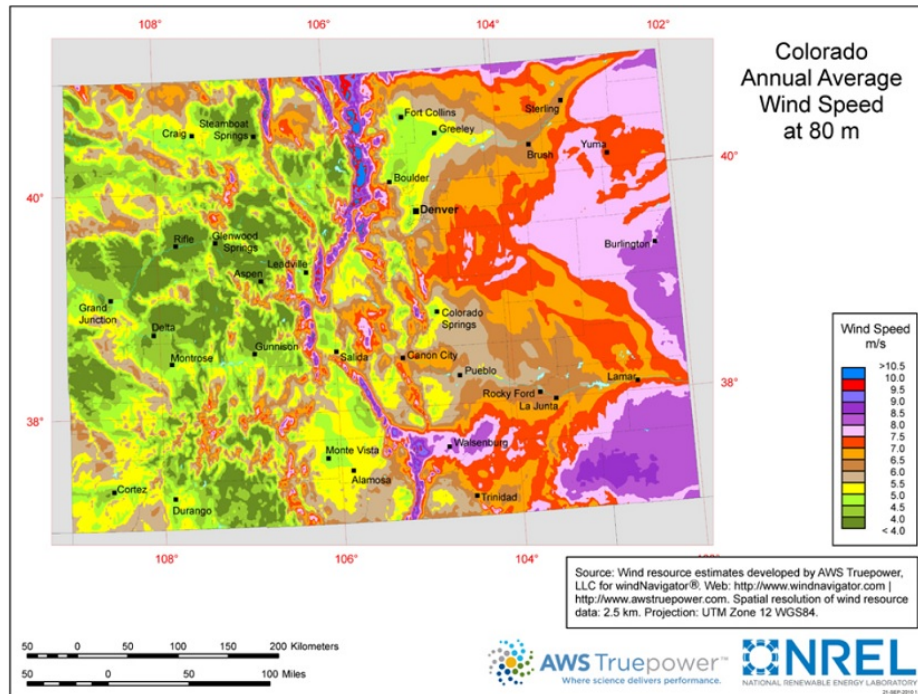 108°
106°
104°
102°
Colorado
Annual Average
Wind Speed
at 80 m
Fort Collins
Sterling
Steamboat
Springs
Craig
Greeley
Brush
Yuma
40°
Boulder
40°
Denver
Rifle
Glenwood
Springs
Burlington
Leadville
Aspen
Grand
Junction
Colorado
Springs
Delta
Montrose
Gunnison
Salida
Canon City
Pueblo
Rocky Ford
La Junta
Lamar
38°
38°
Walsenburg
Monte Vista
Alamosa
Trinidad
Cortez
Durango
108°
106°
104°
Wind Speed
m/s
>10.5
10.0
9.5
9.0
8.5
8.0
7.5
7.0
6.5
6.0
5.5
5.0
4.5
4.0
< 4.0
Source: Wind resource estimates developed by AWS Truepower,
LLC for windNavigator®. Web: http://www.windnavigator.com |
http://www.awstruepower.com. Spatial resolution of wind resource
data: 2.5 km. Projection: UTM Zone 12 WGS84.
50 0 50 100 150 200 Kilometers
50 0 50 100 Miles
AWS Truepower™
Where science delivers performance.
NREL
NATIONAL RENEWABLE ENERGY LABORATORY